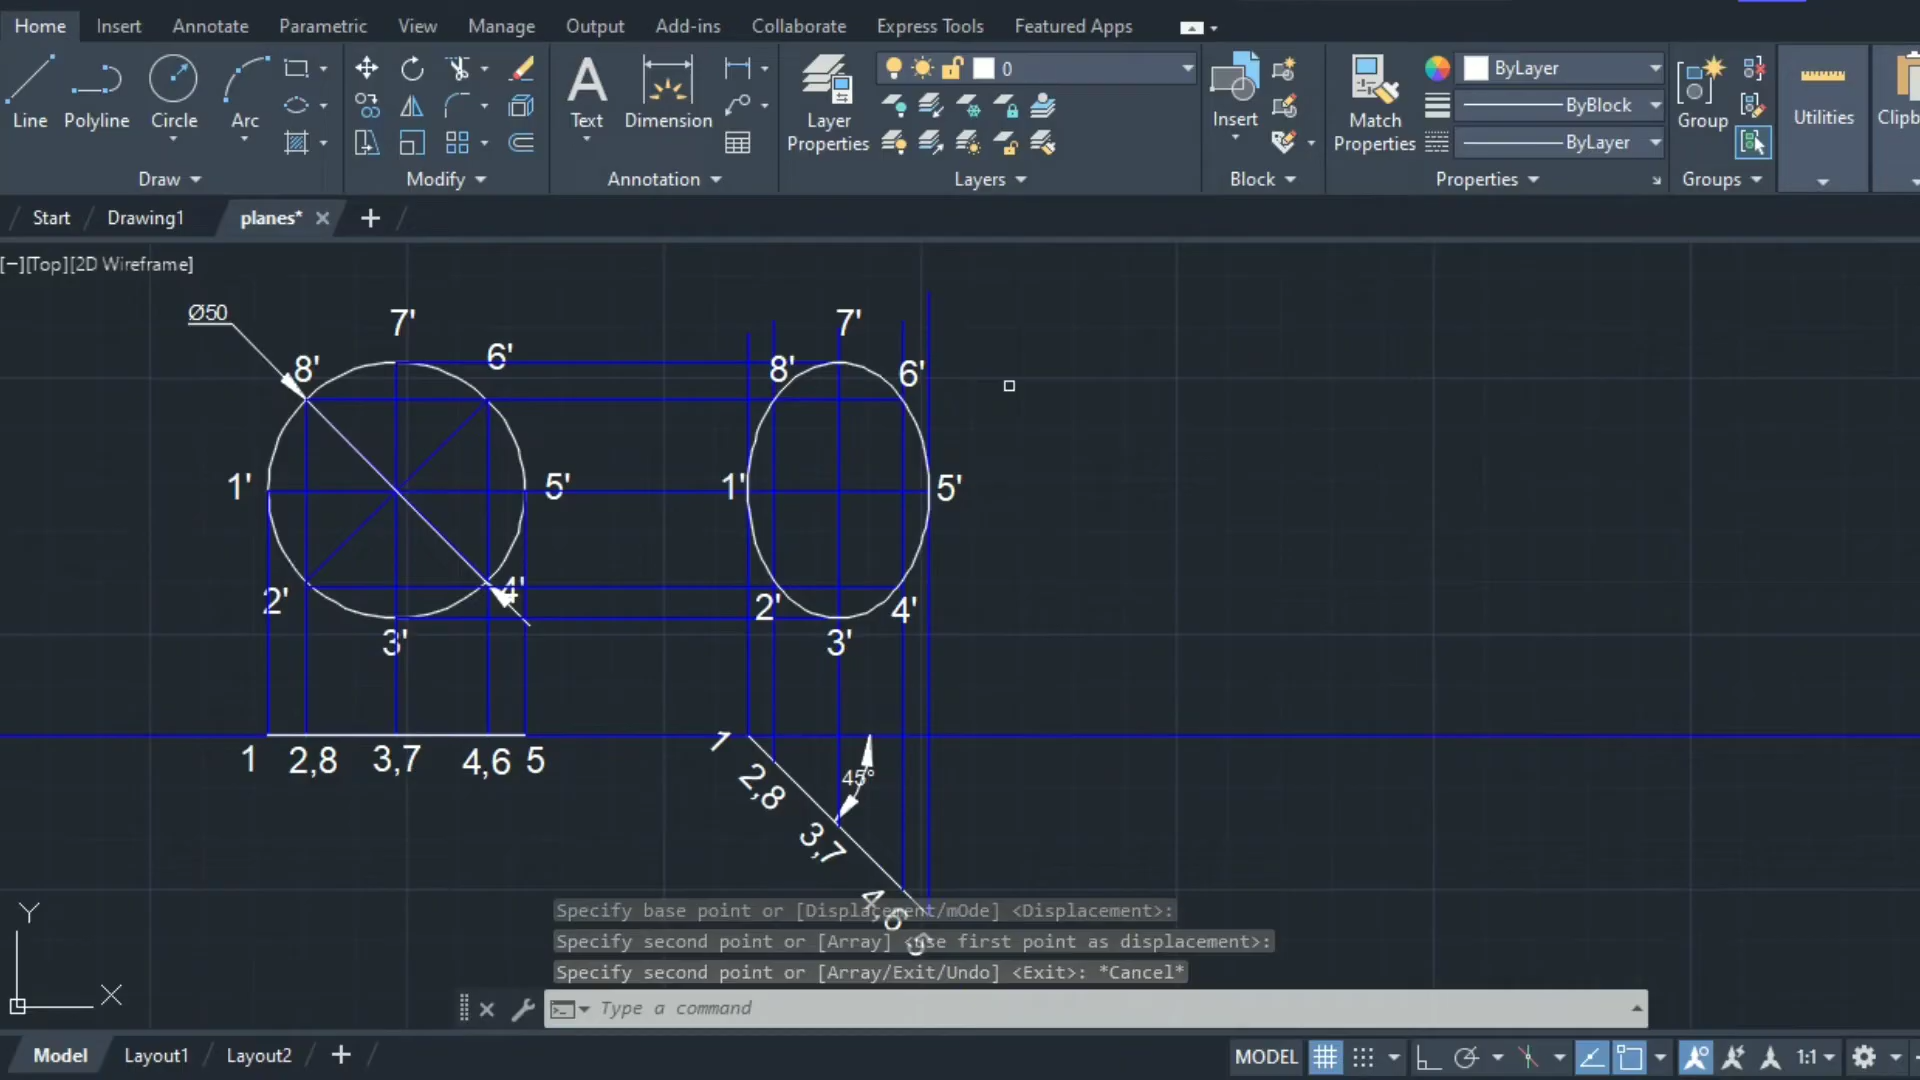 Home Insert Annotate Parametric View Manage Output Add-ins Collaborate Express Tools Featured Apps
Line Polyline Circle Arc
Text Dimension
Layer
Properties
0
Insert
Match
Properties
ByLayer
ByBlock
ByLayer
Group
Utilities
Clipb
Draw Modify Annotation Layers Block Properties Groups
Start Drawing1 planes* +
[−][Top][2D Wireframe]
Ø50
7'
8'
6'
1'
5'
2'
4'
3'
7'
8'
6'
1'
5'
2'
4'
3'
1 2,8 3,7 4,6 5
1
2,8
45°
3,7
4,6
5
Specify base point or [Displacement/mOde] <Displacement>:
Specify second point or [Array] <use first point as displacement>:
Specify second point or [Array/Exit/Undo] <Exit>: *Cancel*
Type a command
Y
X
Model Layout1 Layout2 +
MODEL
1:1